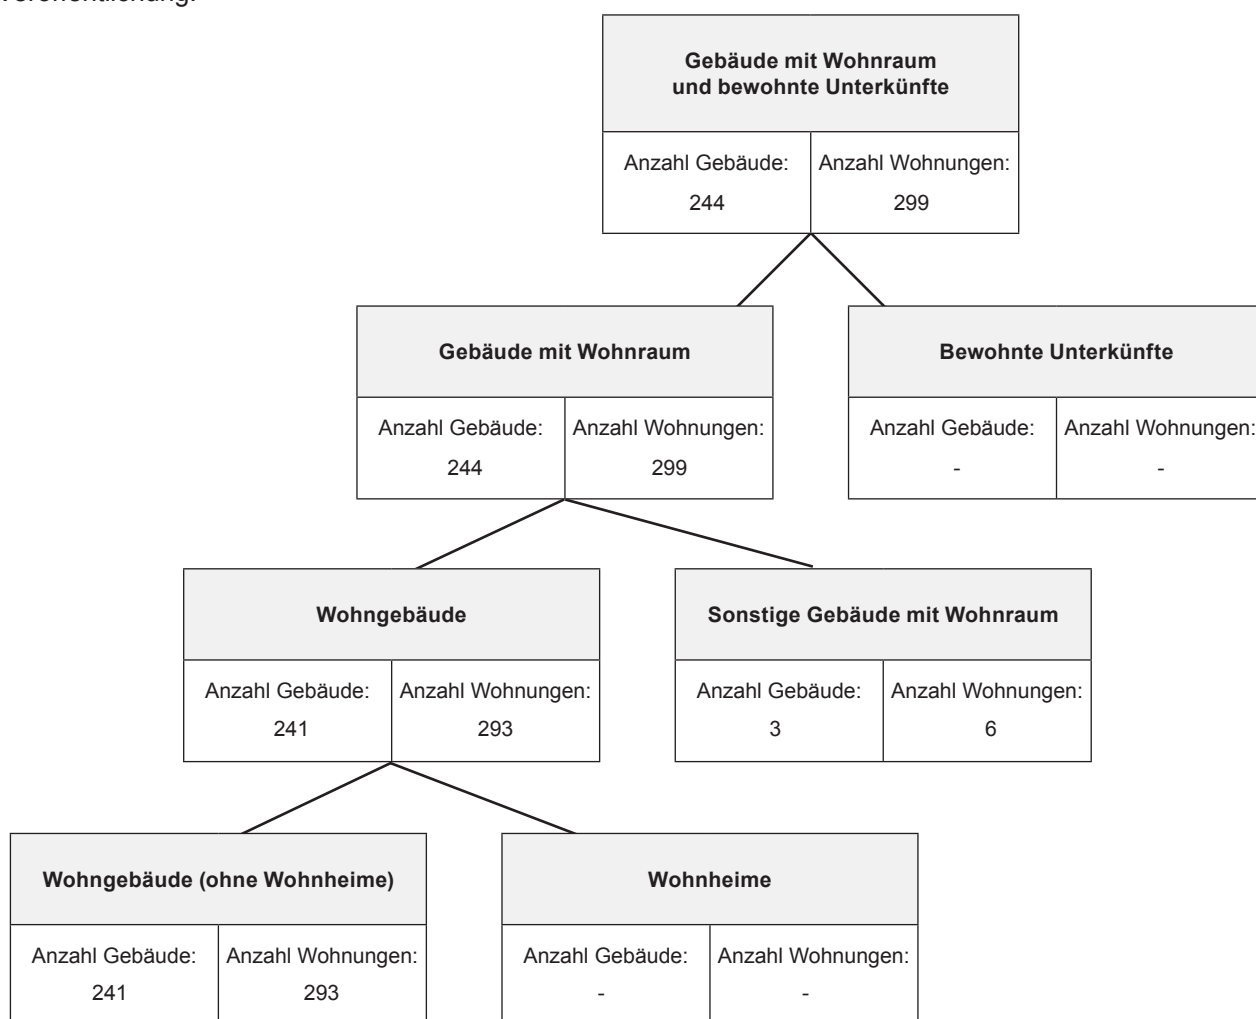 Veröffentlichung.
Gebäude mit Wohnraum
und bewohnte Unterkünfte
Anzahl Gebäude: Anzahl Wohnungen:
244 299
Gebäude mit Wohnraum Bewohnte Unterkünfte
Anzahl Gebäude: Anzahl Wohnungen: Anzahl Gebäude: Anzahl Wohnungen:
244 299 - -
Wohngebäude Sonstige Gebäude mit Wohnraum
Anzahl Gebäude: Anzahl Wohnungen: Anzahl Gebäude: Anzahl Wohnungen:
241 293 3 6
Wohngebäude (ohne Wohnheime) Wohnheime
Anzahl Gebäude: Anzahl Wohnungen: Anzahl Gebäude: Anzahl Wohnungen:
241 293 - -